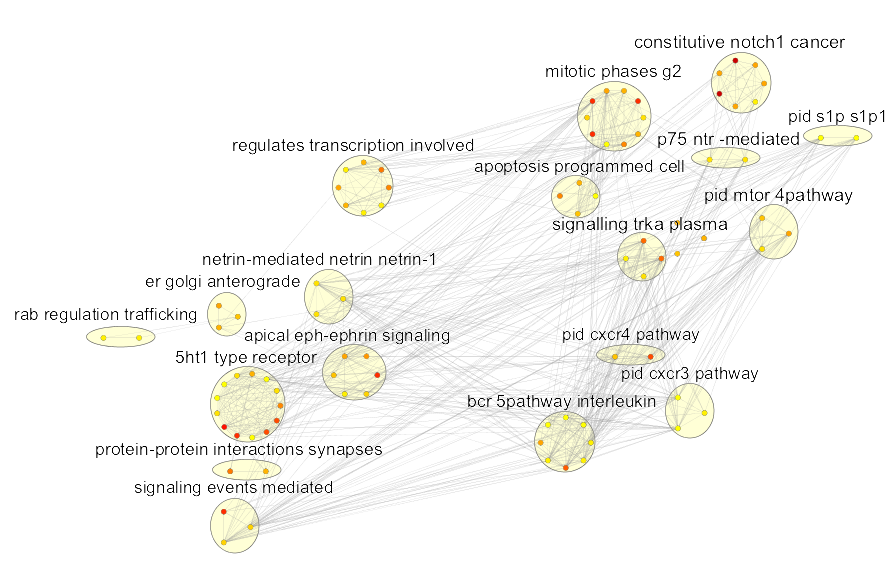 constitutive notch1 cancer
mitotic phases g2
pid s1p s1p1
p75 ntr -mediated
regulates transcription involved
apoptosis programmed cell
pid mtor 4pathway
signalling trka plasma
netrin-mediated netrin netrin-1
er golgi anterograde
rab regulation trafficking
apical eph-ephrin signaling
pid cxcr4 pathway
5ht1 type receptor
pid cxcr3 pathway
bcr 5pathway interleukin
protein-protein interactions synapses
signaling events mediated